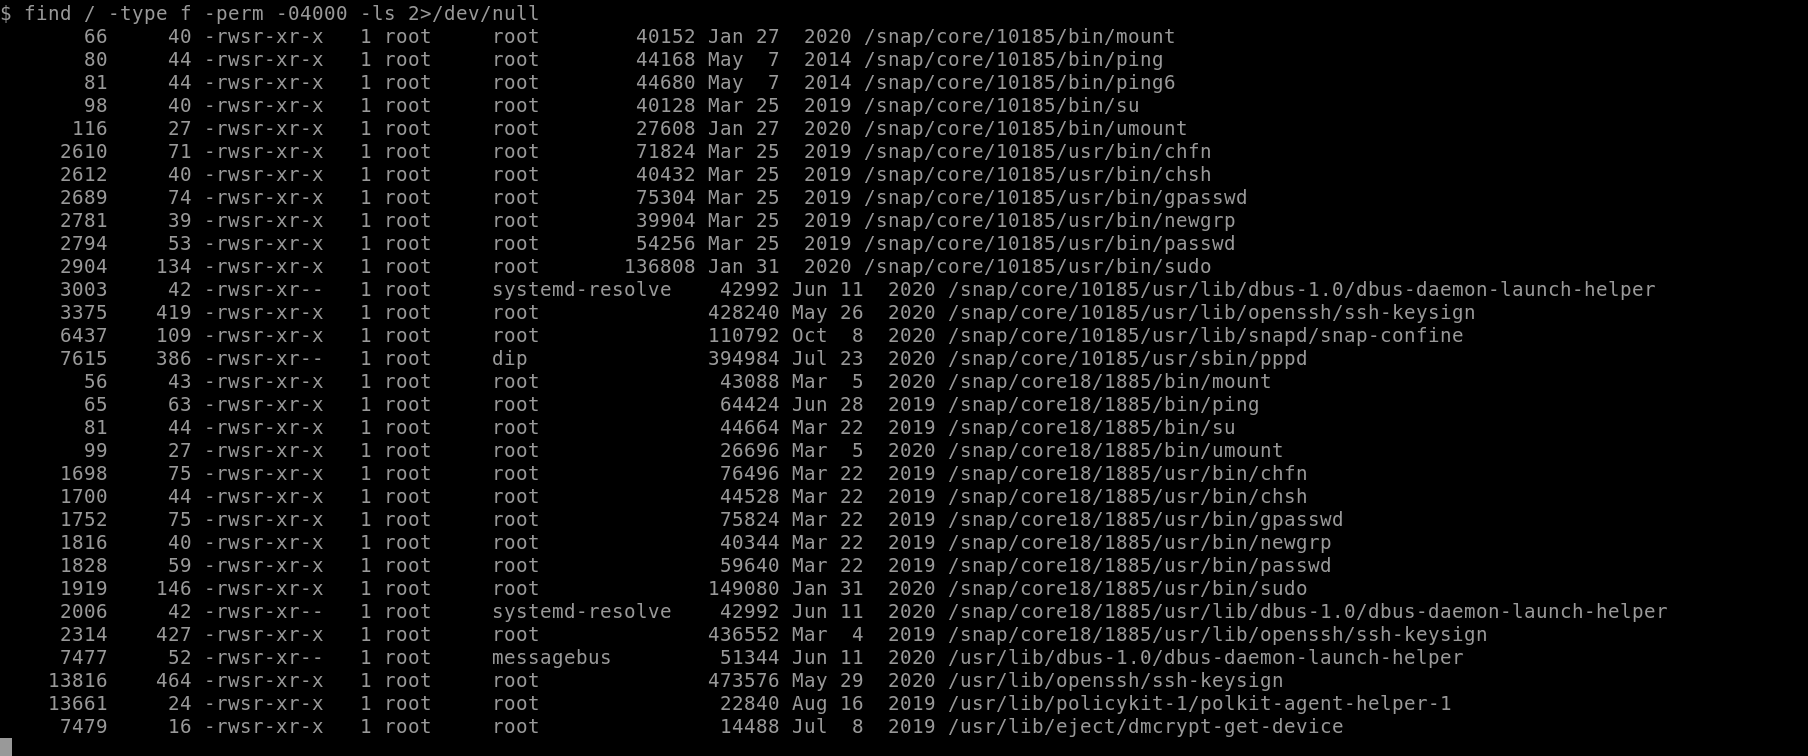 $ find / -type f -perm -04000 -ls 2>/dev/null
       66     40 -rwsr-xr-x   1 root     root        40152 Jan 27  2020 /snap/core/10185/bin/mount
       80     44 -rwsr-xr-x   1 root     root        44168 May  7  2014 /snap/core/10185/bin/ping
       81     44 -rwsr-xr-x   1 root     root        44680 May  7  2014 /snap/core/10185/bin/ping6
       98     40 -rwsr-xr-x   1 root     root        40128 Mar 25  2019 /snap/core/10185/bin/su
      116     27 -rwsr-xr-x   1 root     root        27608 Jan 27  2020 /snap/core/10185/bin/umount
     2610     71 -rwsr-xr-x   1 root     root        71824 Mar 25  2019 /snap/core/10185/usr/bin/chfn
     2612     40 -rwsr-xr-x   1 root     root        40432 Mar 25  2019 /snap/core/10185/usr/bin/chsh
     2689     74 -rwsr-xr-x   1 root     root        75304 Mar 25  2019 /snap/core/10185/usr/bin/gpasswd
     2781     39 -rwsr-xr-x   1 root     root        39904 Mar 25  2019 /snap/core/10185/usr/bin/newgrp
     2794     53 -rwsr-xr-x   1 root     root        54256 Mar 25  2019 /snap/core/10185/usr/bin/passwd
     2904    134 -rwsr-xr-x   1 root     root       136808 Jan 31  2020 /snap/core/10185/usr/bin/sudo
     3003     42 -rwsr-xr--   1 root     systemd-resolve    42992 Jun 11  2020 /snap/core/10185/usr/lib/dbus-1.0/dbus-daemon-launch-helper
     3375    419 -rwsr-xr-x   1 root     root              428240 May 26  2020 /snap/core/10185/usr/lib/openssh/ssh-keysign
     6437    109 -rwsr-xr-x   1 root     root              110792 Oct  8  2020 /snap/core/10185/usr/lib/snapd/snap-confine
     7615    386 -rwsr-xr--   1 root     dip               394984 Jul 23  2020 /snap/core/10185/usr/sbin/pppd
       56     43 -rwsr-xr-x   1 root     root               43088 Mar  5  2020 /snap/core18/1885/bin/mount
       65     63 -rwsr-xr-x   1 root     root               64424 Jun 28  2019 /snap/core18/1885/bin/ping
       81     44 -rwsr-xr-x   1 root     root               44664 Mar 22  2019 /snap/core18/1885/bin/su
       99     27 -rwsr-xr-x   1 root     root               26696 Mar  5  2020 /snap/core18/1885/bin/umount
     1698     75 -rwsr-xr-x   1 root     root               76496 Mar 22  2019 /snap/core18/1885/usr/bin/chfn
     1700     44 -rwsr-xr-x   1 root     root               44528 Mar 22  2019 /snap/core18/1885/usr/bin/chsh
     1752     75 -rwsr-xr-x   1 root     root               75824 Mar 22  2019 /snap/core18/1885/usr/bin/gpasswd
     1816     40 -rwsr-xr-x   1 root     root               40344 Mar 22  2019 /snap/core18/1885/usr/bin/newgrp
     1828     59 -rwsr-xr-x   1 root     root               59640 Mar 22  2019 /snap/core18/1885/usr/bin/passwd
     1919    146 -rwsr-xr-x   1 root     root              149080 Jan 31  2020 /snap/core18/1885/usr/bin/sudo
     2006     42 -rwsr-xr--   1 root     systemd-resolve    42992 Jun 11  2020 /snap/core18/1885/usr/lib/dbus-1.0/dbus-daemon-launch-helper
     2314    427 -rwsr-xr-x   1 root     root              436552 Mar  4  2019 /snap/core18/1885/usr/lib/openssh/ssh-keysign
     7477     52 -rwsr-xr--   1 root     messagebus         51344 Jun 11  2020 /usr/lib/dbus-1.0/dbus-daemon-launch-helper
    13816    464 -rwsr-xr-x   1 root     root              473576 May 29  2020 /usr/lib/openssh/ssh-keysign
    13661     24 -rwsr-xr-x   1 root     root               22840 Aug 16  2019 /usr/lib/policykit-1/polkit-agent-helper-1
     7479     16 -rwsr-xr-x   1 root     root               14488 Jul  8  2019 /usr/lib/eject/dmcrypt-get-device